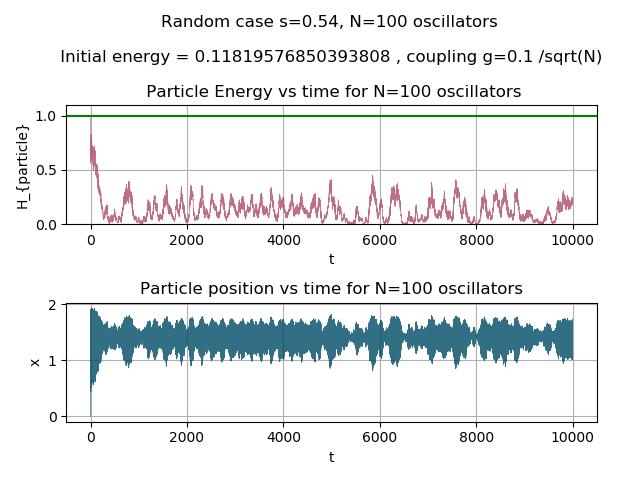 Random case s=0.54, N=100 oscillators
Initial energy = 0.11819576850393808 , coupling g=0.1 /sqrt(N)
Particle Energy vs time for N=100 oscillators
H_{particle}
1.0
0.5
0.0
0 2000 4000 6000 8000 10000
t
Particle position vs time for N=100 oscillators
x
2
1
0
0 2000 4000 6000 8000 10000
t